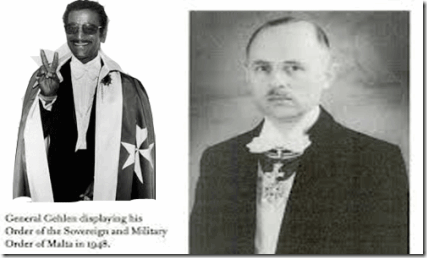 General Gehlen displaying his
Order of the Sovereign and Military
Order of Malta in 1948.